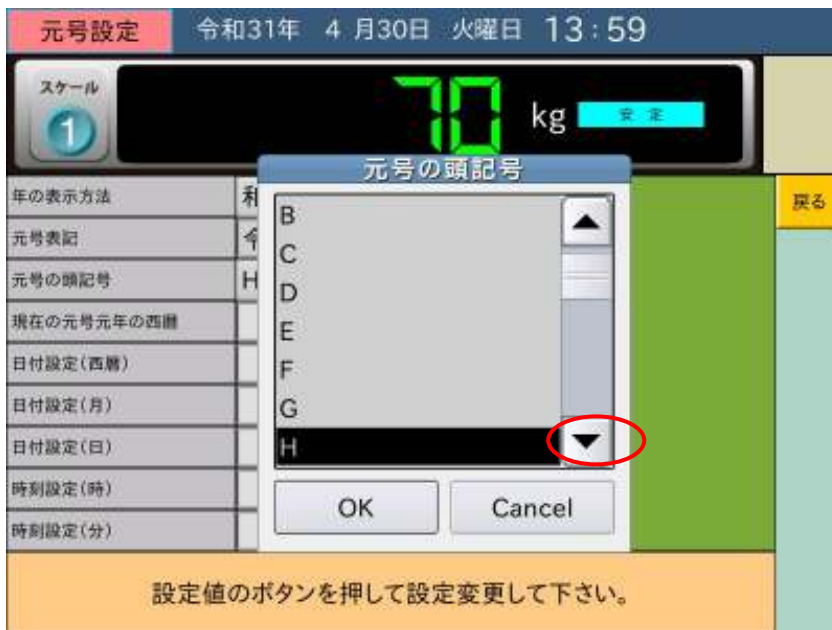 元号設定 令和31年 4 月30日 火曜日 13:59
スケール
1
70 kg 安定
元号の頭記号
年の表示方法 和
元号表記 令
元号の頭記号 H
現在の元号元年の西暦
日付設定(西暦)
日付設定(月)
日付設定(日)
時刻設定(時)
時刻設定(分)
B
C
D
E
F
G
H
OK Cancel
戻る
設定値のボタンを押して設定変更して下さい。